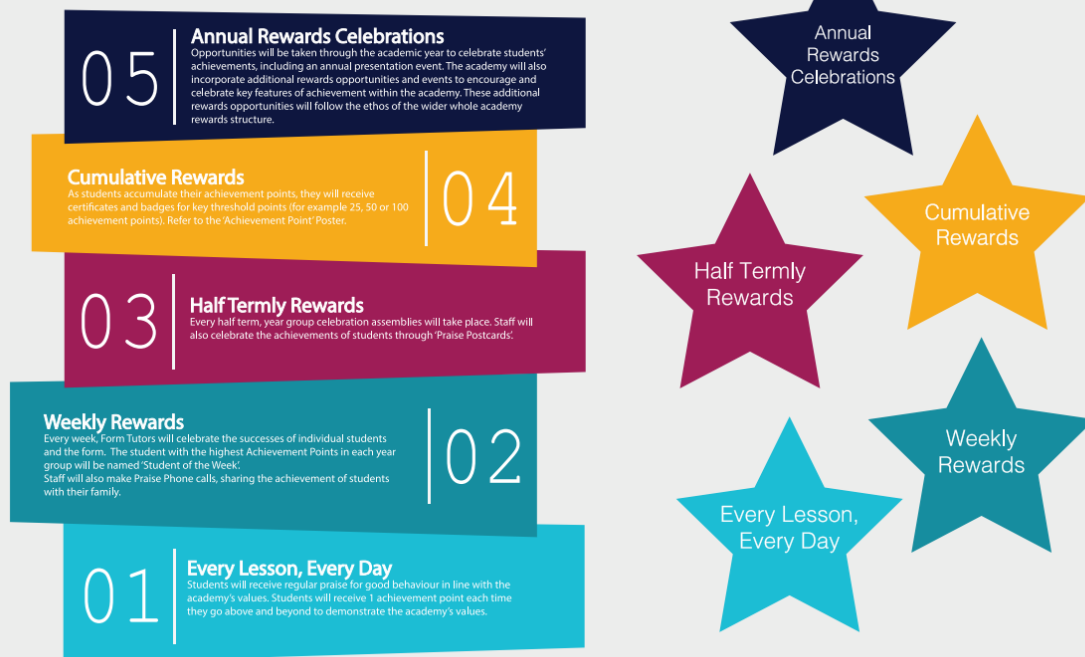 05
Annual Rewards Celebrations
Opportunities will be taken through the academic year to celebrate students'
achievements, including an annual presentation event. The academy will also
incorporate additional rewards opportunities and events to encourage and
celebrate key features of achievement within the academy. These additional
rewards opportunities will follow the ethos of the wider whole academy
rewards structure.
Cumulative Rewards
As students accumulate their achievement points, they will receive
certificates and badges for key threshold points (for example 25, 50 or 100
achievement points). Refer to the 'Achievement Point' Poster.
04
03
Half Termly Rewards
Every half term, year group celebration assemblies will take place. Staff will
also celebrate the achievements of students through 'Praise Postcards'.
Weekly Rewards
Every week, Form Tutors will celebrate the successes of individual students
and the form. The student with the highest Achievement Points in each year
group will be named 'Student of the Week'.
Staff will also make Praise Phone calls, sharing the achievement of students
with their family.
02
01
Every Lesson, Every Day
Students will receive regular praise for good behaviour in line with the
academy's values. Students will receive 1 achievement point each time
they go above and beyond to demonstrate the academy's values.
Annual
Rewards
Celebrations
Cumulative
Rewards
Half Termly
Rewards
Weekly
Rewards
Every Lesson,
Every Day